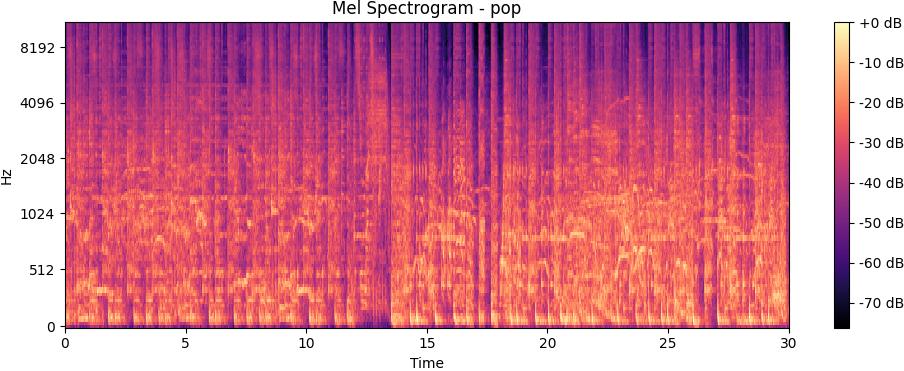 Mel Spectrogram - pop
Hz
8192
4096
2048
1024
512
0
0 5 10 15 20 25 30
Time
+0 dB
-10 dB
-20 dB
-30 dB
-40 dB
-50 dB
-60 dB
-70 dB